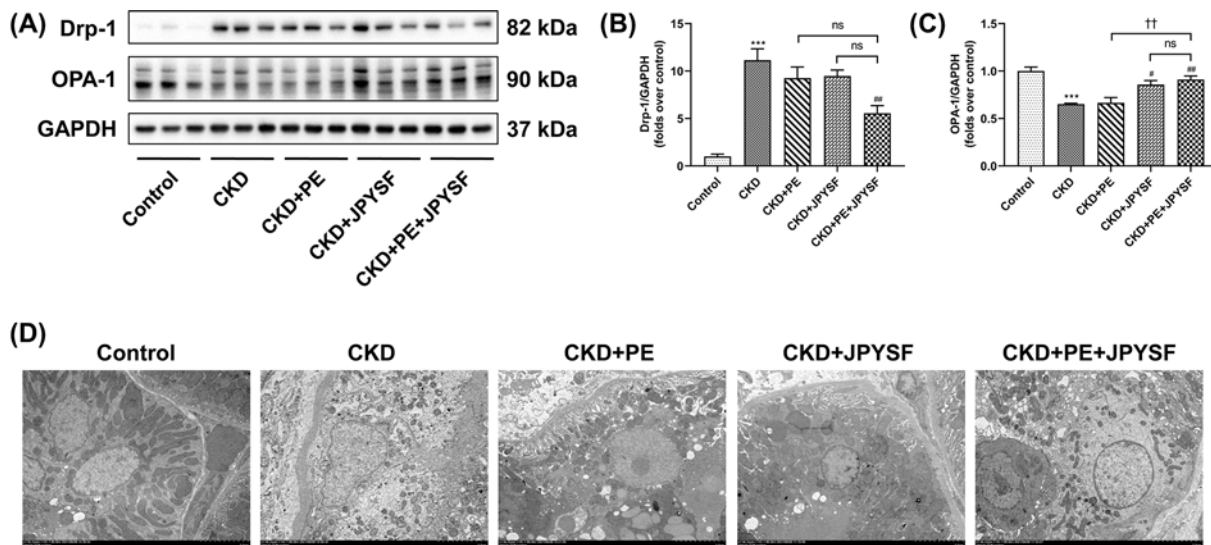 (A)
Drp-1
82 kDa
OPA-1
90 kDa
GAPDH
37 kDa
Control
CKD
CKD+PE
CKD+JPYSF
CKD+PE+JPYSF
(B)
Drp-1/GAPDH
(folds over control)
15
10
5
0
***
ns
ns
##
Control
CKD
CKD+PE
CKD+JPYSF
CKD+PE+JPYSF
(C)
OPA-1/GAPDH
(folds over control)
1.5
1.0
0.5
0.0
***
††
ns
#
##
Control
CKD
CKD+PE
CKD+JPYSF
CKD+PE+JPYSF
(D)
Control
CKD
CKD+PE
CKD+JPYSF
CKD+PE+JPYSF